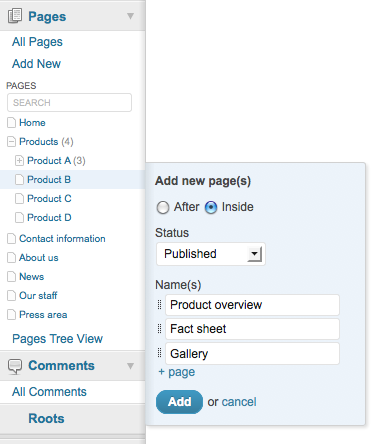 Pages
All Pages
Add New
PAGES
SEARCH
Home
Products (4)
Product A (3)
Product B
Product C
Product D
Contact information
About us
News
Our staff
Press area
Pages Tree View
Comments
All Comments
Roots
Add new page(s)
After Inside
Status
Published
Name(s)
Product overview
Fact sheet
Gallery
+ page
Add or cancel